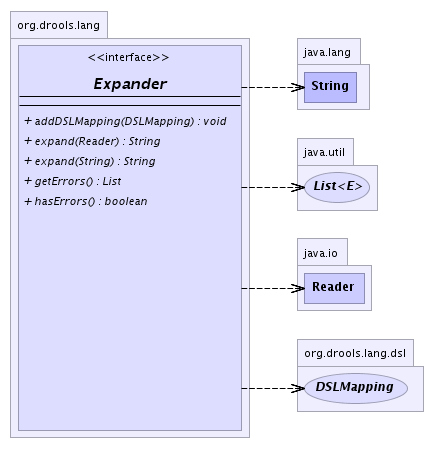 org.drools.lang
<<interface>>
Expander
+ addDSLMapping(DSLMapping) : void
+ expand(Reader) : String
+ expand(String) : String
+ getErrors() : List
+ hasErrors() : boolean
java.lang
String
java.util
List<E>
java.io
Reader
org.drools.lang.dsl
DSLMapping